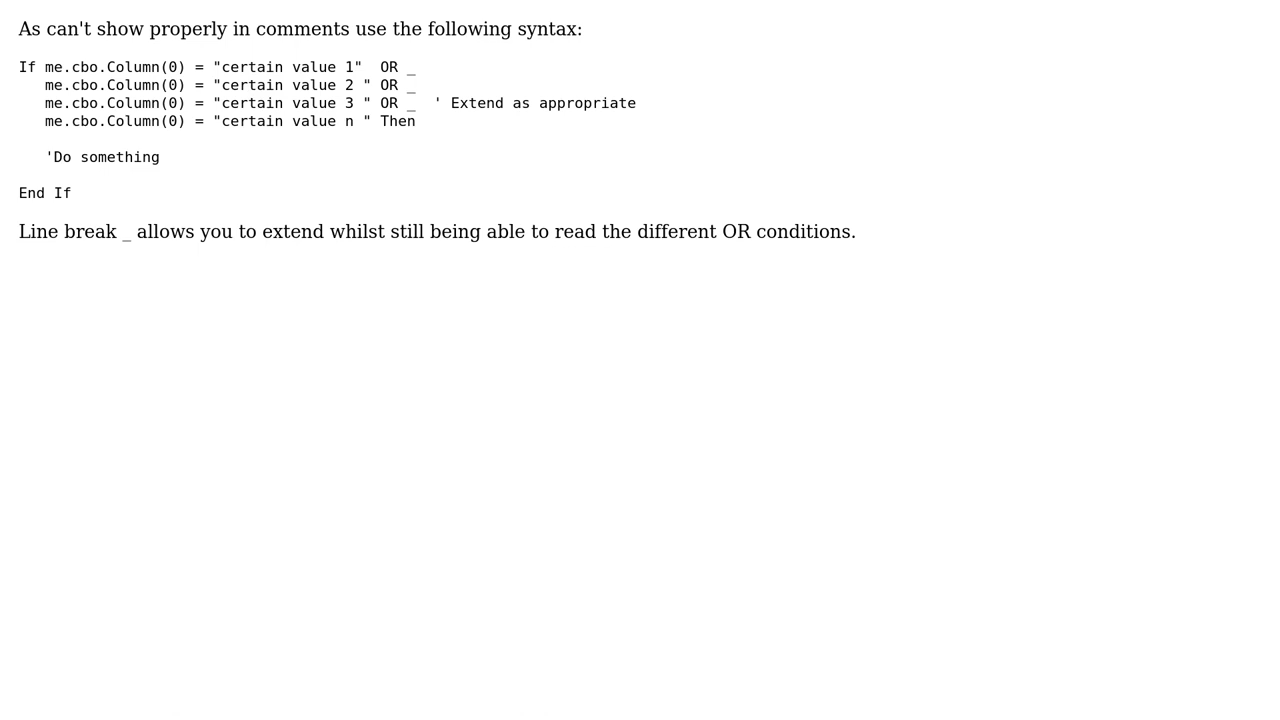 As can't show properly in comments use the following syntax:
If me.cbo.Column(0) = "certain value 1"  OR _
   me.cbo.Column(0) = "certain value 2 " OR _
   me.cbo.Column(0) = "certain value 3 " OR _  ' Extend as appropriate
   me.cbo.Column(0) = "certain value n " Then
   'Do something
End If
Line break _ allows you to extend whilst still being able to read the different OR conditions.